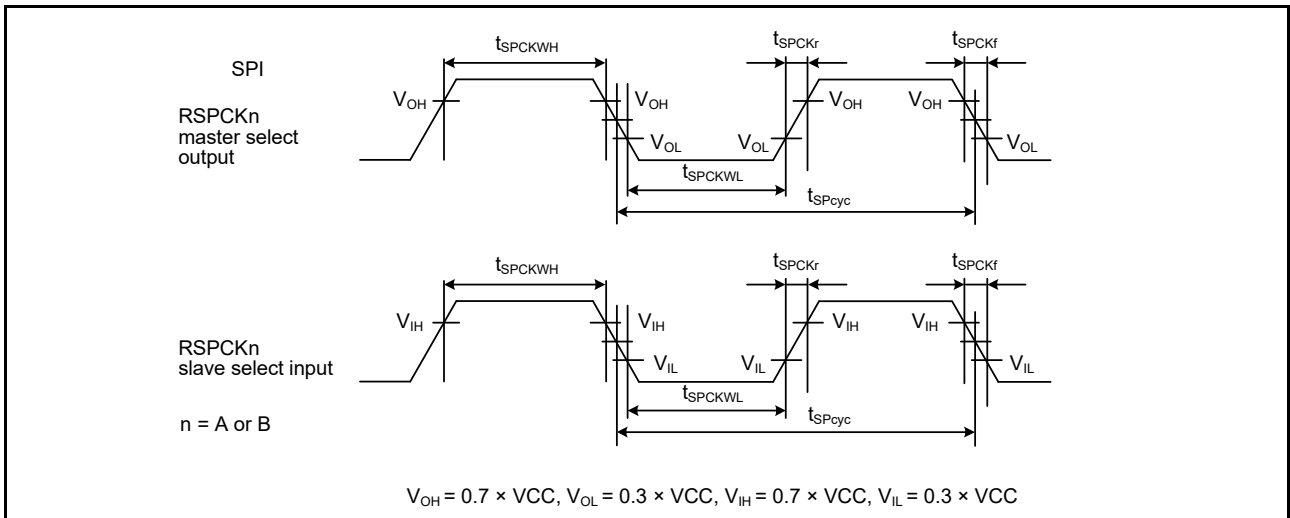 SPI
RSPCKn
master select
output
tSPCKWH
tSPCKr
tSPCKf
VOH
VOH
VOH
VOH
VOL
VOL
VOL
tSPCKWL
tSPcyc
RSPCKn
slave select input
n = A or B
tSPCKWH
tSPCKr
tSPCKf
VIH
VIH
VIH
VIH
VIL
VIL
VIL
tSPCKWL
tSPcyc
VOH = 0.7 × VCC, VOL = 0.3 × VCC, VIH = 0.7 × VCC, VIL = 0.3 × VCC